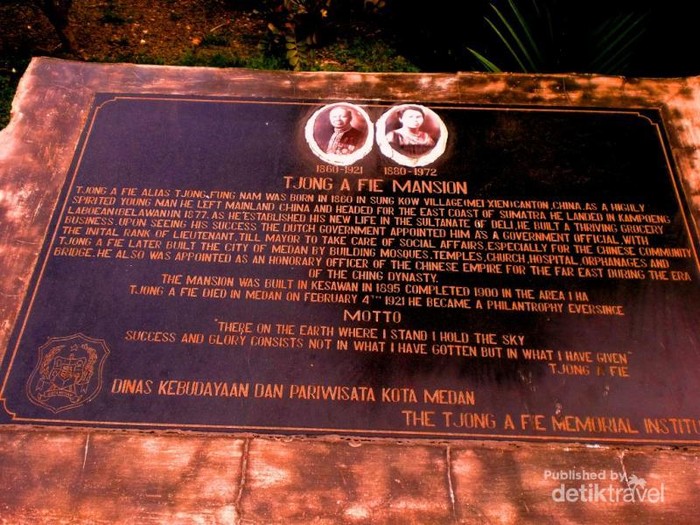 1860-1921 1880-1972
TJONG A FIE MANSION
TJONG A FIE ALIAS TJONG FUNG NAM WAS BORN IN 1860 IN SUNG KOW VILLAGE(MEI XIEN)CANTON,CHINA.AS A HIGHLY
SPIRITED YOUNG MAN HE LEFT MAINLAND CHINA AND HEADED FOR THE EAST COAST OF SUMATRA HE LANDED IN KAMPOENG
LABOEAN(BELAWAN)IN 1877. AS HE ESTABLISHED HIS NEW LIFE IN THE SULTANATE OF DELI,HE BUILT A THRIVING GROCERY
BUSINESS UPON SEEING HIS SUCCESS THE DUTCH GOVERNMENT APPOINTED HIM AS A GOVERNMENT OFFICIAL,WITH
THE INITAL RANK OF LIEUTENANT,TILL MAYOR TO TAKE CARE OF SOCIAL AFFAIRS,ESPECIALLY FOR THE CHINESE COMMUNITY
TJONG A FIE LATER BUILT THE CITY OF MEDAN BY BUILDING MOSQUES,TEMPLES,CHURCH,HOSPITAL,ORPHANAGES AND
BRIDGE.HE ALSO WAS APPOINTED AS AN HONORARY OFFICER OF THE CHINESE EMPIRE FOR THE FAR EAST DURING THE ERA
OF THE CHING DYNASTY.
THE MANSION WAS BUILT IN KESAWAN IN 1895 COMPLETED 1900 IN THE AREA 1 HA
TJONG A FIE DIED IN MEDAN ON FEBRUARY 4TH 1921 HE BECAME A PHILANTHROPY EVERSINCE
MOTTO
"THERE ON THE EARTH WHERE I STAND I HOLD THE SKY
SUCCESS AND GLORY CONSISTS NOT IN WHAT I HAVE GOTTEN BUT IN WHAT I HAVE GIVEN"
TJONG A FIE
DINAS KEBUDAYAAN DAN PARIWISATA KOTA MEDAN
THE TJONG A FIE MEMORIAL INSTITU
Published by
detiktravel